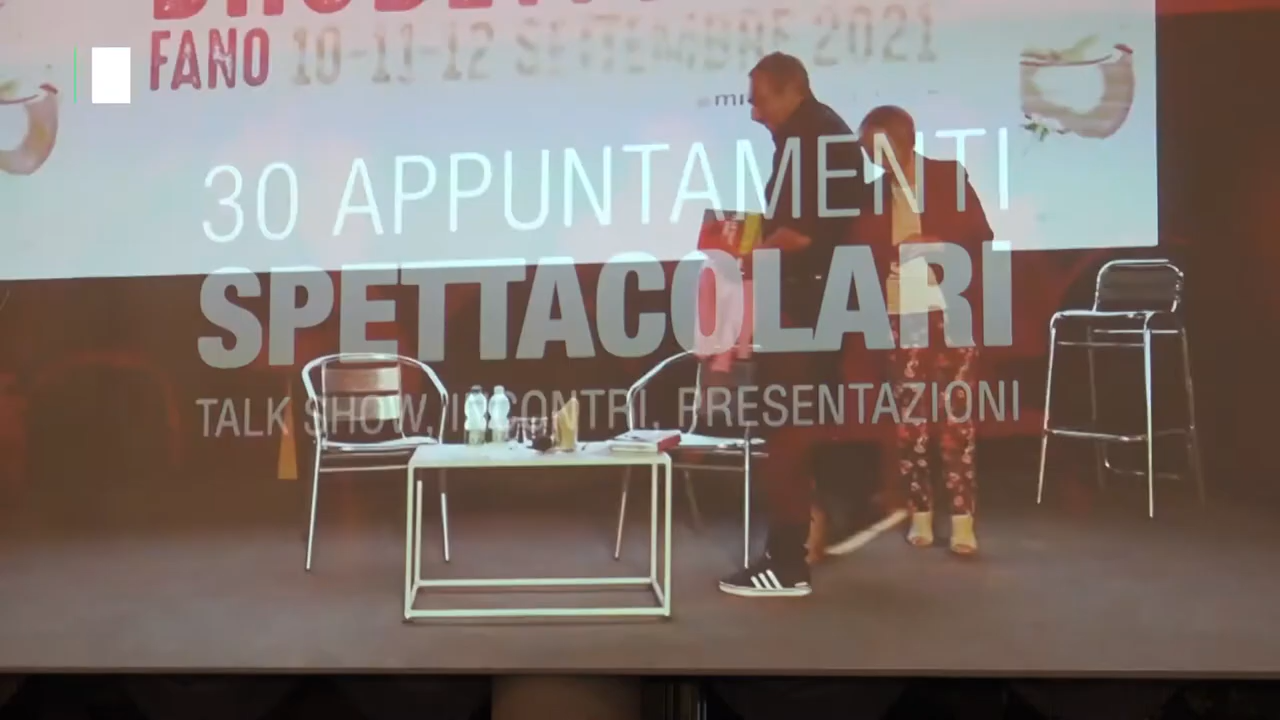 FANO 10-11-12 SETTEMBRE 2021
30 APPUNTAMENTI
SPETTACOLARI
TALK SHOW, INCONTRI, PRESENTAZIONI